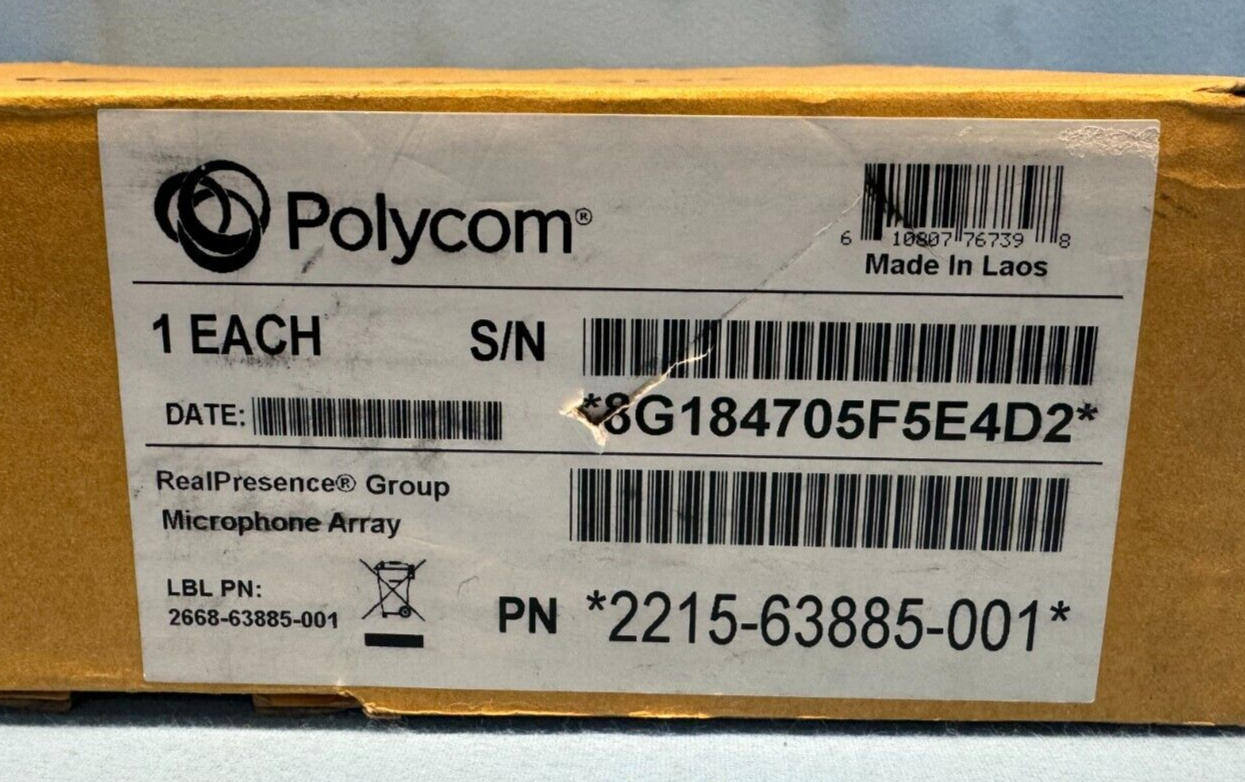 Polycom®
6 10807 76739 8
Made In Laos
1 EACH
S/N
*8G184705F5E4D2*
DATE:
RealPresence® Group
Microphone Array
LBL PN:
2668-63885-001
PN *2215-63885-001*